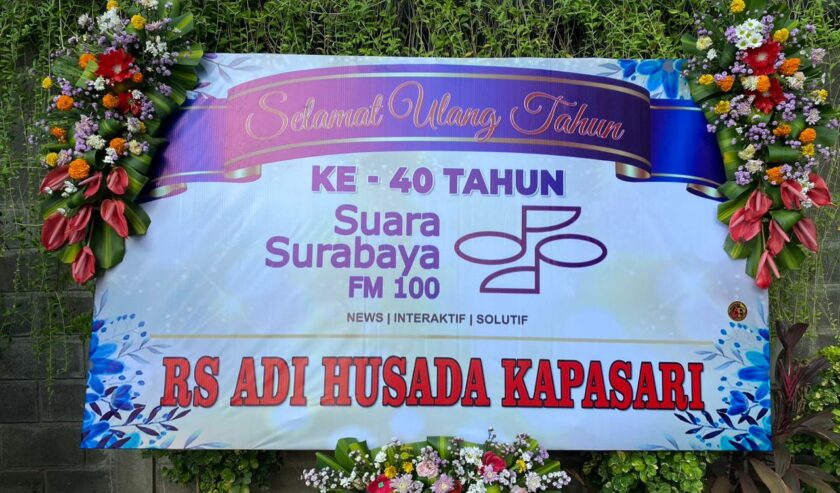 Selamat Ulang Tahun
KE - 40 TAHUN
Suara
Surabaya
FM 100
NEWS | INTERAKTIF | SOLUTIF
RS ADI HUSADA KAPASARI